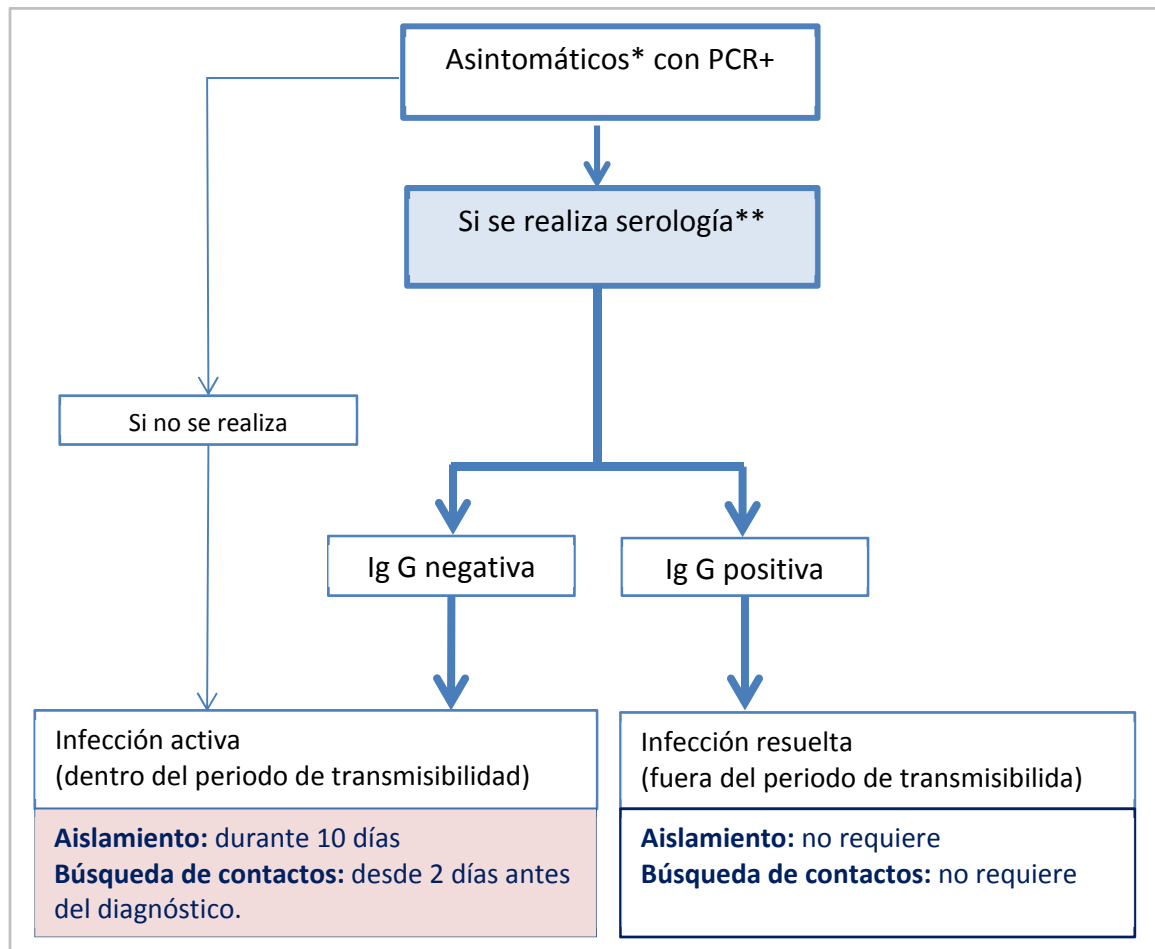 Asintomáticos* con PCR+
Si se realiza serología**
Si no se realiza
Ig G negativa
Ig G positiva
Infección activa
(dentro del periodo de transmisibilidad)
Aislamiento: durante 10 días
Búsqueda de contactos: desde 2 días antes
del diagnóstico.
Infección resuelta
(fuera del periodo de transmisibilida)
Aislamiento: no requiere
Búsqueda de contactos: no requiere